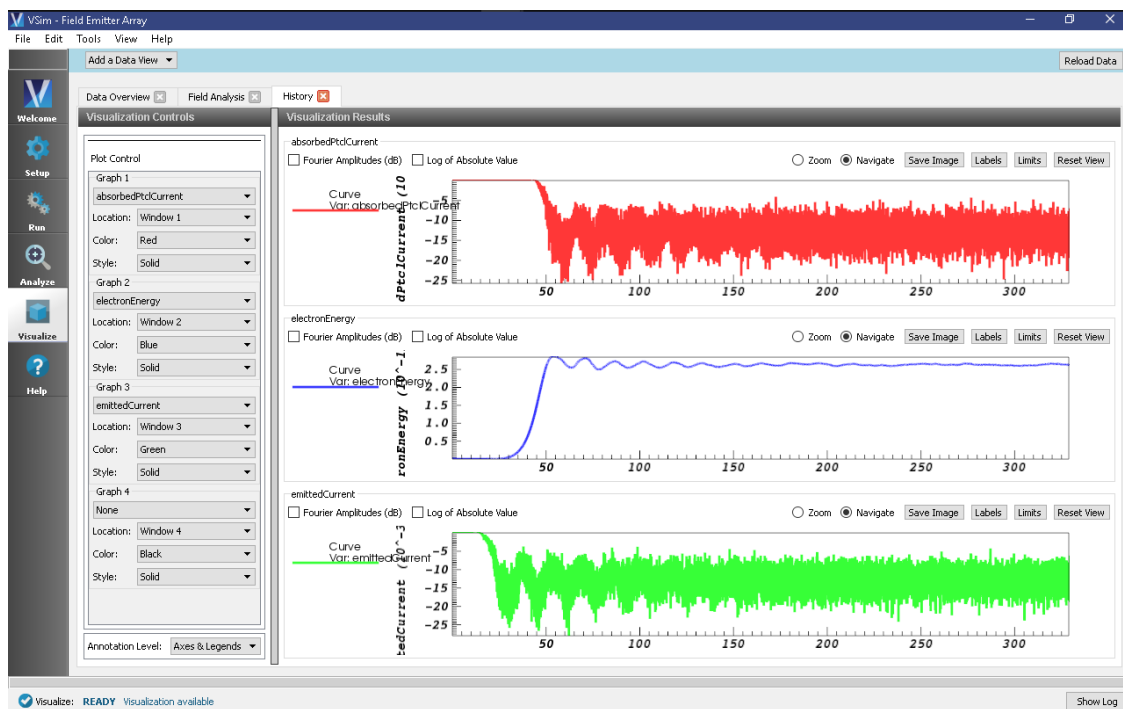 VSim - Field Emitter Array
File Edit Tools View Help
Add a Data View
Reload Data
Welcome
Setup
Run
Analyze
Visualize
Help
Data Overview
Field Analysis
History
Visualization Controls
Plot Control
Graph 1
absorbedPtclCurrent
Location: Window 1
Color: Red
Style: Solid
Graph 2
electronEnergy
Location: Window 2
Color: Blue
Style: Solid
Graph 3
emittedCurrent
Location: Window 3
Color: Green
Style: Solid
Graph 4
None
Location: Window 4
Color: Black
Style: Solid
Annotation Level: Axes & Legends
Visualization Results
absorbedPtclCurrent
Fourier Amplitudes (dB) Log of Absolute Value Zoom Navigate Save Image Labels Limits Reset View
Curve
Var: absorbedPtclCurrent
dPtclCurrent (10
-5
-10
-15
-20
-25
50 100 150 200 250 300
electronEnergy
Fourier Amplitudes (dB) Log of Absolute Value Zoom Navigate Save Image Labels Limits Reset View
Curve
Var: electronEnergy
ronEnergy (10^-1
2.5
2.0
1.5
1.0
0.5
50 100 150 200 250 300
emittedCurrent
Fourier Amplitudes (dB) Log of Absolute Value Zoom Navigate Save Image Labels Limits Reset View
Curve
Var: emittedCurrent
tedCurrent (10^-3
-5
-10
-15
-20
-25
50 100 150 200 250 300
Visualize: READY Visualization available
Show Log